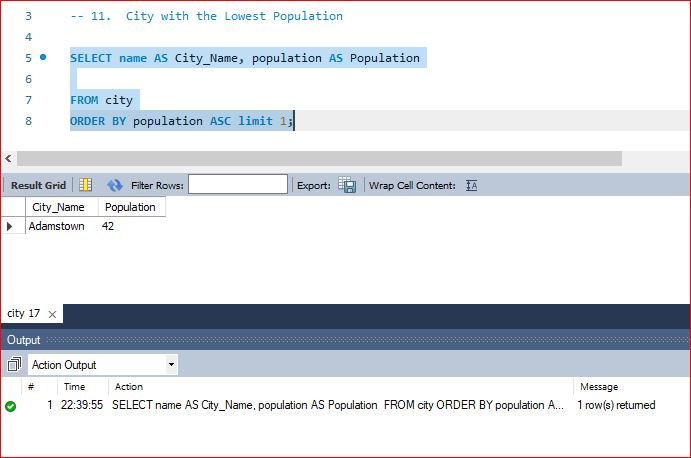 3 -- 11. City with the Lowest Population
4
5 SELECT name AS City_Name, population AS Population
6
7 FROM city
8 ORDER BY population ASC limit 1;
Result Grid Filter Rows: Export: Wrap Cell Content: IA
City_Name Population
Adamstown 42
city 17
Output
Action Output
# Time Action Message
1 22:39:55 SELECT name AS City_Name, population AS Population FROM city ORDER BY population A... 1 row(s) returned